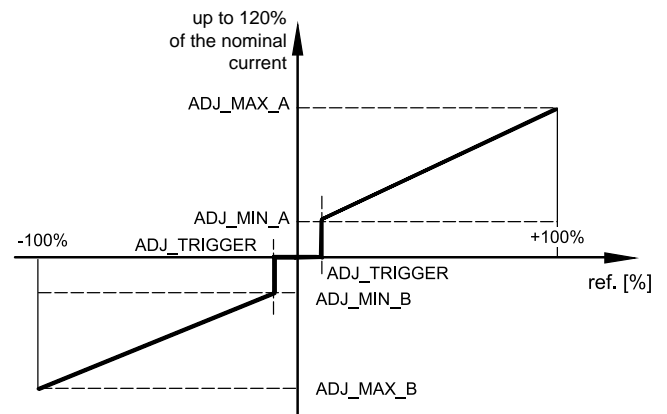 up to 120%
of the nominal
current
ADJ_MAX_A
ADJ_MIN_A
-100%
ADJ_TRIGGER
+100%
ADJ_TRIGGER
ref. [%]
ADJ_MIN_B
ADJ_MAX_B